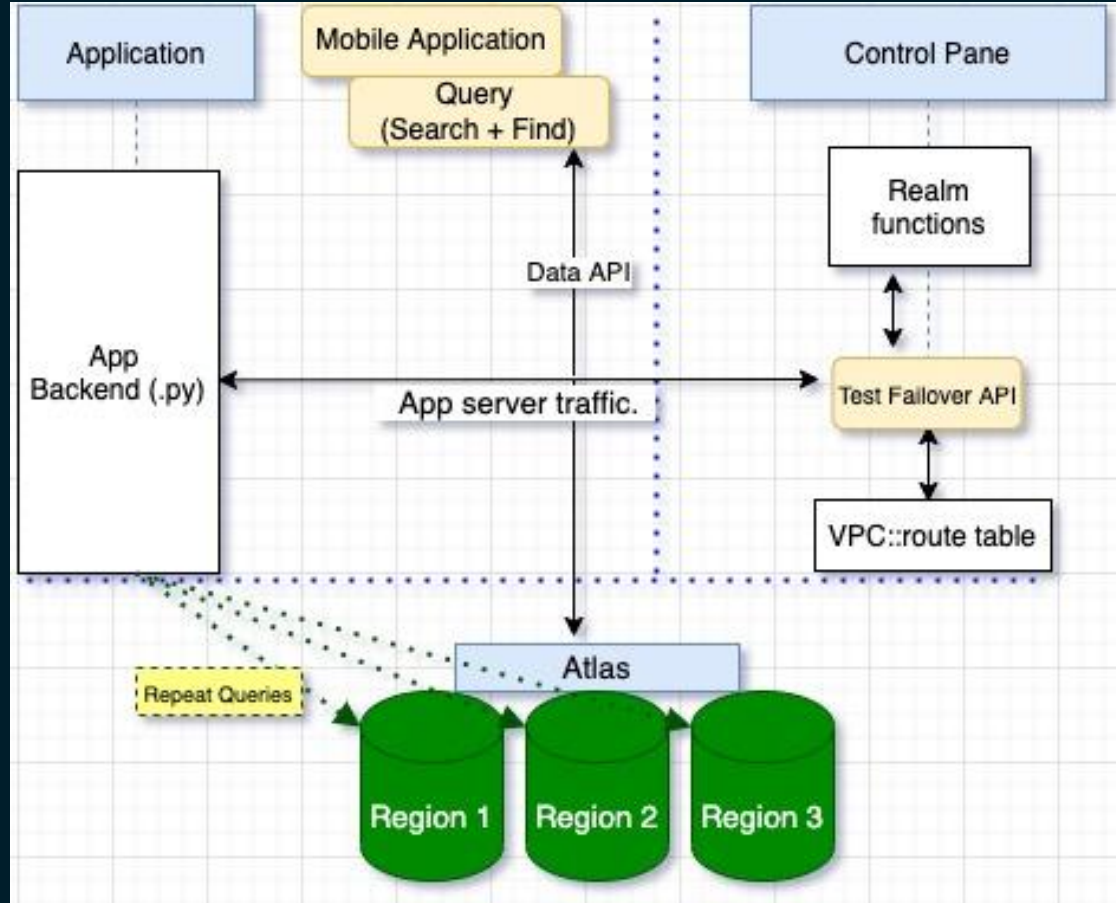 Application
Mobile Application
Control Pane
Query
(Search + Find)
Realm
functions
Data API
App
Backend (.py)
App server traffic.
Test Failover API
VPC::route table
Atlas
Repeat Queries
Region 1
Region 2
Region 3